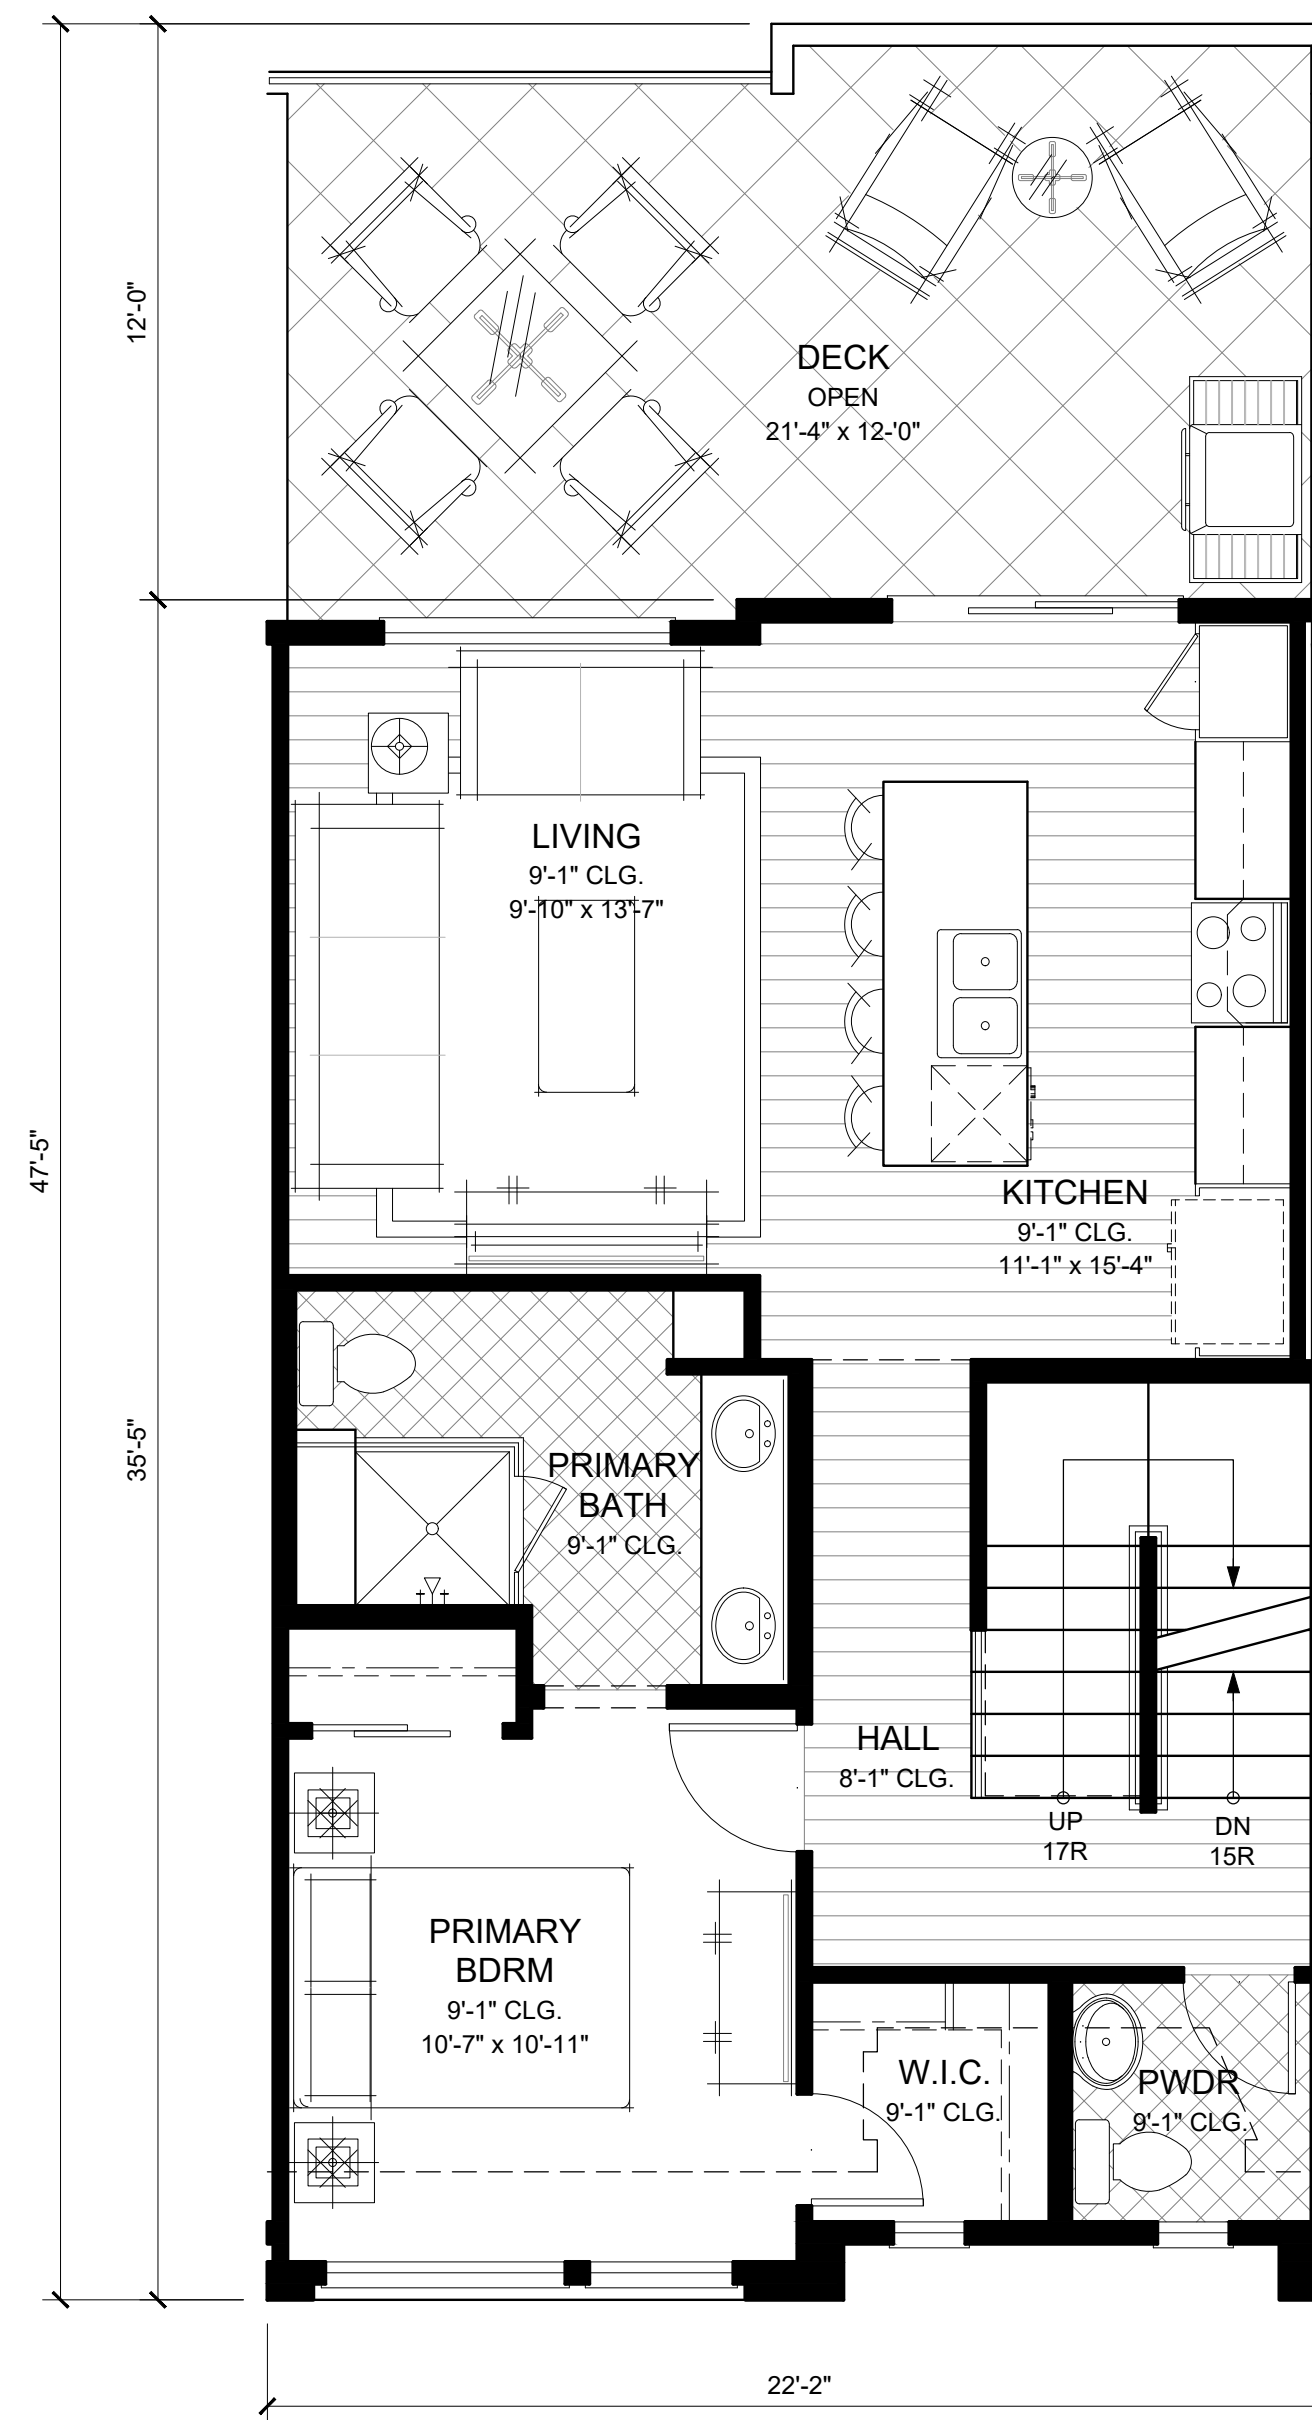 12'-0"
DECK
OPEN
21'-4" x 12-'0"
LIVING
9'-1" CLG.
9'-10" x 13'-7"
47'-5"
KITCHEN
9'-1" CLG.
11'-1" x 15'-4"
35'-5"
PRIMARY
BATH
9'-1" CLG.
HALL
8'-1" CLG.
UP
17R
DN
15R
PRIMARY
BDRM
9'-1" CLG.
10'-7" x 10'-11"
W.I.C.
9'-1" CLG.
PWDR
9'-1" CLG.
22'-2"